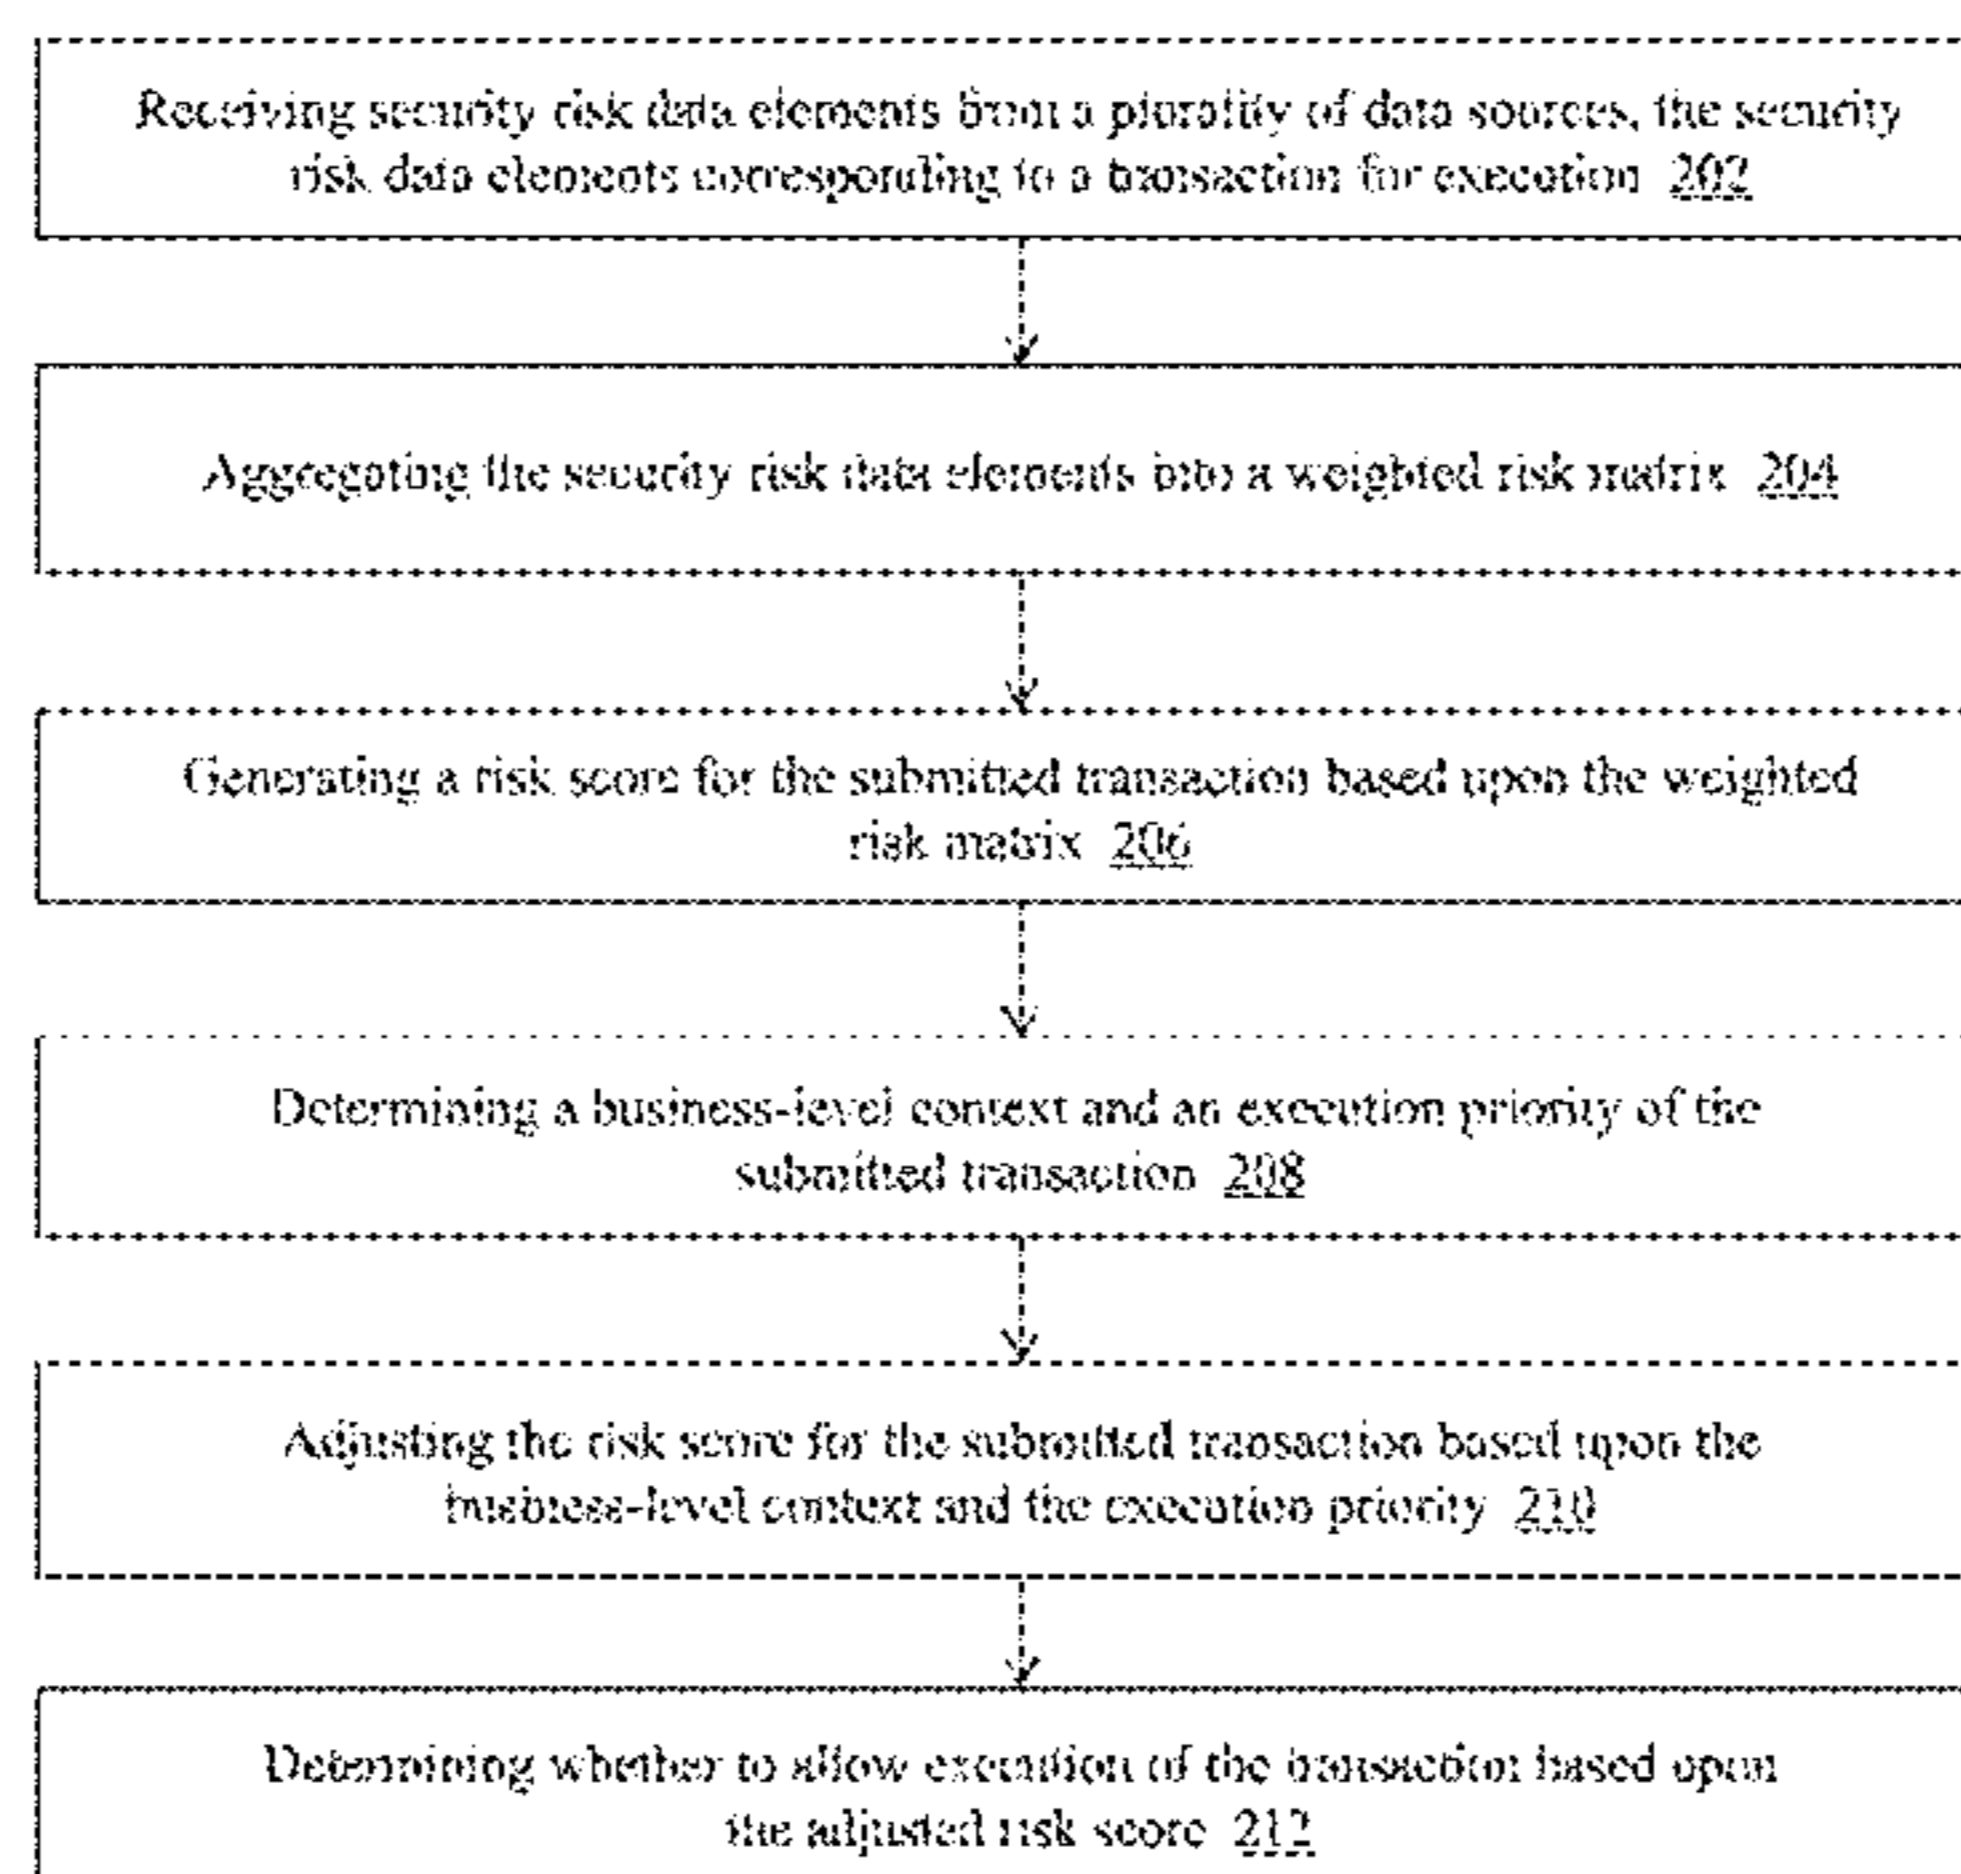 Receiving security risk data elements from a plurality of data sources, the security
risk data elements corresponding to a transaction for execution 202
Aggregating the security risk data elements into a weighted risk matrix 204
Generating a risk score for the submitted transaction based upon the weighted
risk matrix 206
Determining a business-level context and an execution priority of the
submitted transaction 208
Adjusting the risk score for the submitted transaction based upon the
business-level context and the execution priority 210
Determining whether to allow execution of the transaction based upon
the adjusted risk score 212